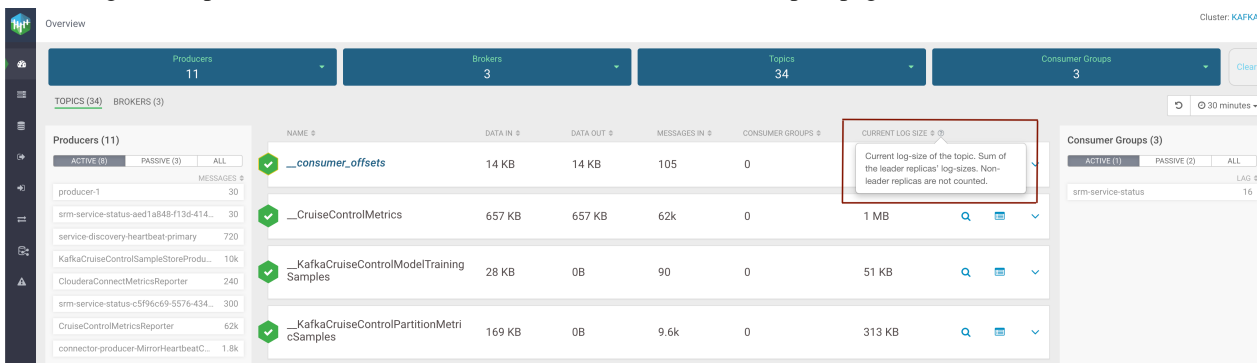 Overview
Cluster: KAFKA
Producers
11
Brokers
3
Topics
34
Consumer Groups
3
Clear
TOPICS (34) BROKERS (3)
30 minutes
Producers (11)
ACTIVE (8) PASSIVE (3) ALL
MESSAGES
producer-1 30
srm-service-status-aed1a848-f13d-414... 30
service-discovery-heartbeat-primary 720
KafkaCruiseControlSampleStoreProdu... 10k
ClouderaConnectMetricsReporter 240
srm-service-status-c5f96c69-5576-434... 300
CruiseControlMetricsReporter 62k
connector-producer-MirrorHeartbeatC... 1.8k
NAME DATA IN DATA OUT MESSAGES IN CONSUMER GROUPS CURRENT LOG SIZE
__consumer_offsets 14 KB 14 KB 105 0
Current log-size of the topic. Sum of
the leader replicas' log-sizes. Non-
leader replicas are not counted.
__CruiseControlMetrics 657 KB 657 KB 62k 0 1 MB
__KafkaCruiseControlModelTraining
Samples 28 KB 0B 90 0 51 KB
__KafkaCruiseControlPartitionMetri
cSamples 169 KB 0B 9.6k 0 313 KB
Consumer Groups (3)
ACTIVE (1) PASSIVE (2) ALL
LAG
srm-service-status 16